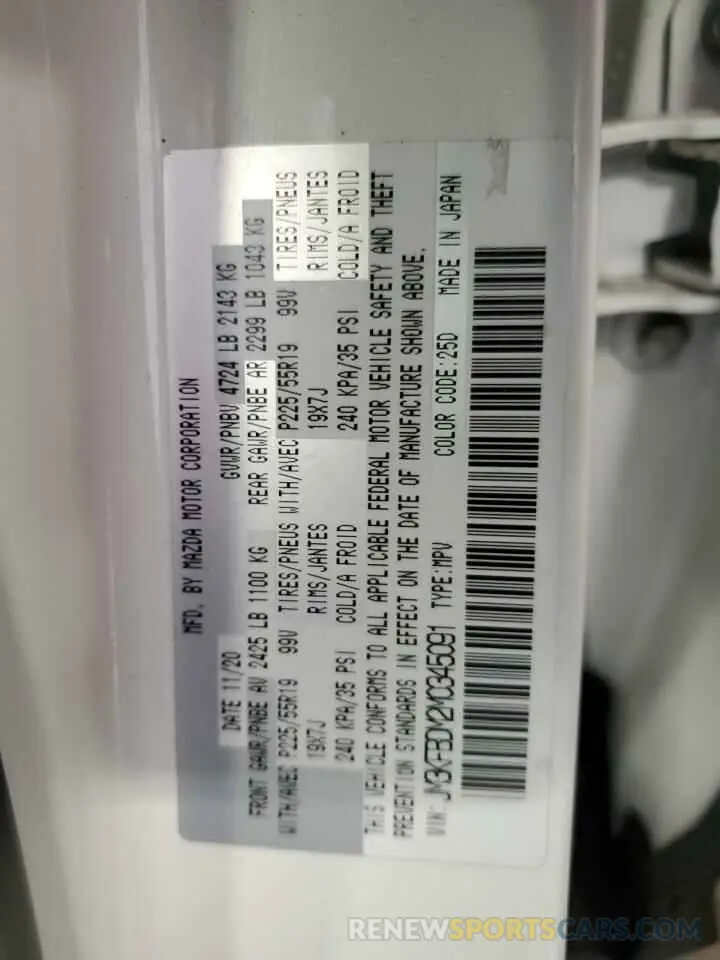 MFD. BY MAZDA MOTOR CORPORATION
DATE 11/20 GVWR/PNBV 4724 LB 2143 KG
FRONT GAWR/PNBE AV 2425 LB 1100 KG REAR GAWR/PNBE AR 2299 LB 1043 KG
WITH/AVEC P225/55R19 99V TIRES/PNEUS WITH/AVEC P225/55R19 99V TIRES/PNEUS
19X7J RIMS/JANTES 19X7J RIMS/JANTES
240 KPA/35 PSI COLD/A FROID 240 KPA/35 PSI COLD/A FROID
THIS VEHICLE CONFORMS TO ALL APPLICABLE FEDERAL MOTOR VEHICLE SAFETY AND THEFT
PREVENTION STANDARDS IN EFFECT ON THE DATE OF MANUFACTURE SHOWN ABOVE.
VIN: JM3KFBDM2M0345091 TYPE:MPV COLOR CODE:25D MADE IN JAPAN
RENEWSPORTSCARS.COM